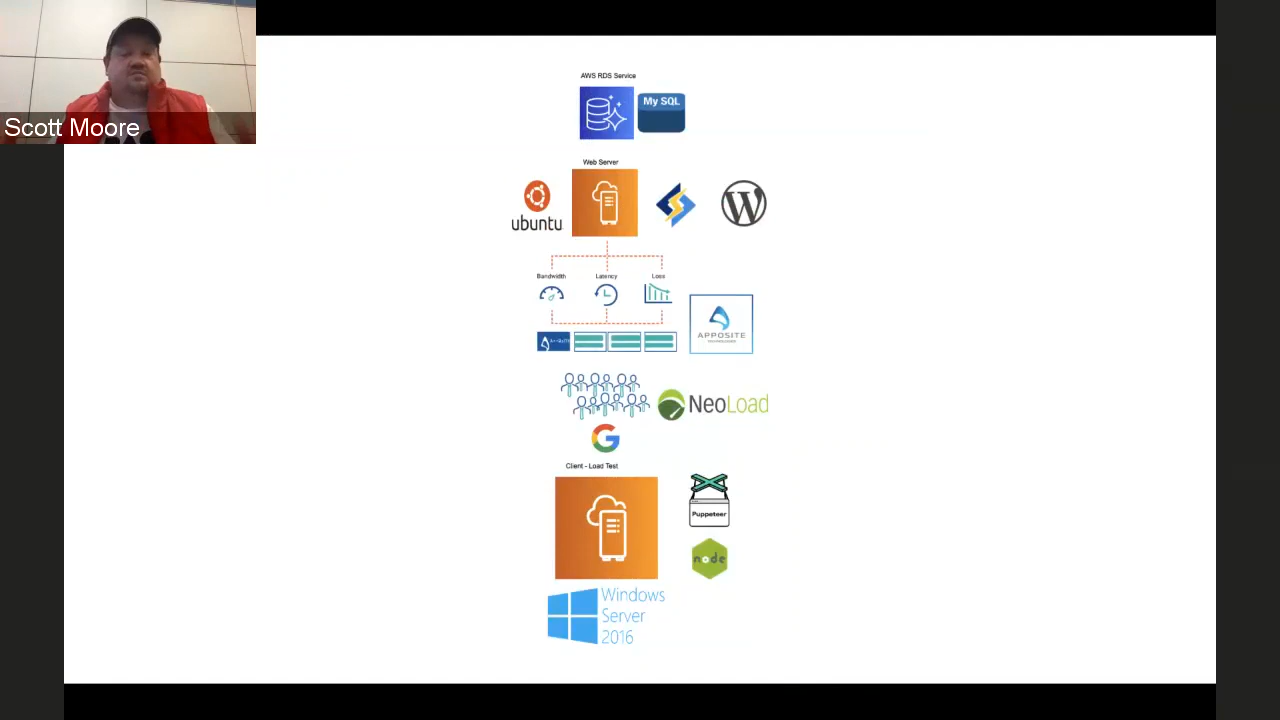 AWS RDS Service
My SQL
Scott Moore
Web Server
ubuntu
Bandwidth
Latency
Loss
APPOSITE
NeoLoad
Client - Load Test
Puppeteer
node
Windows
Server
2016